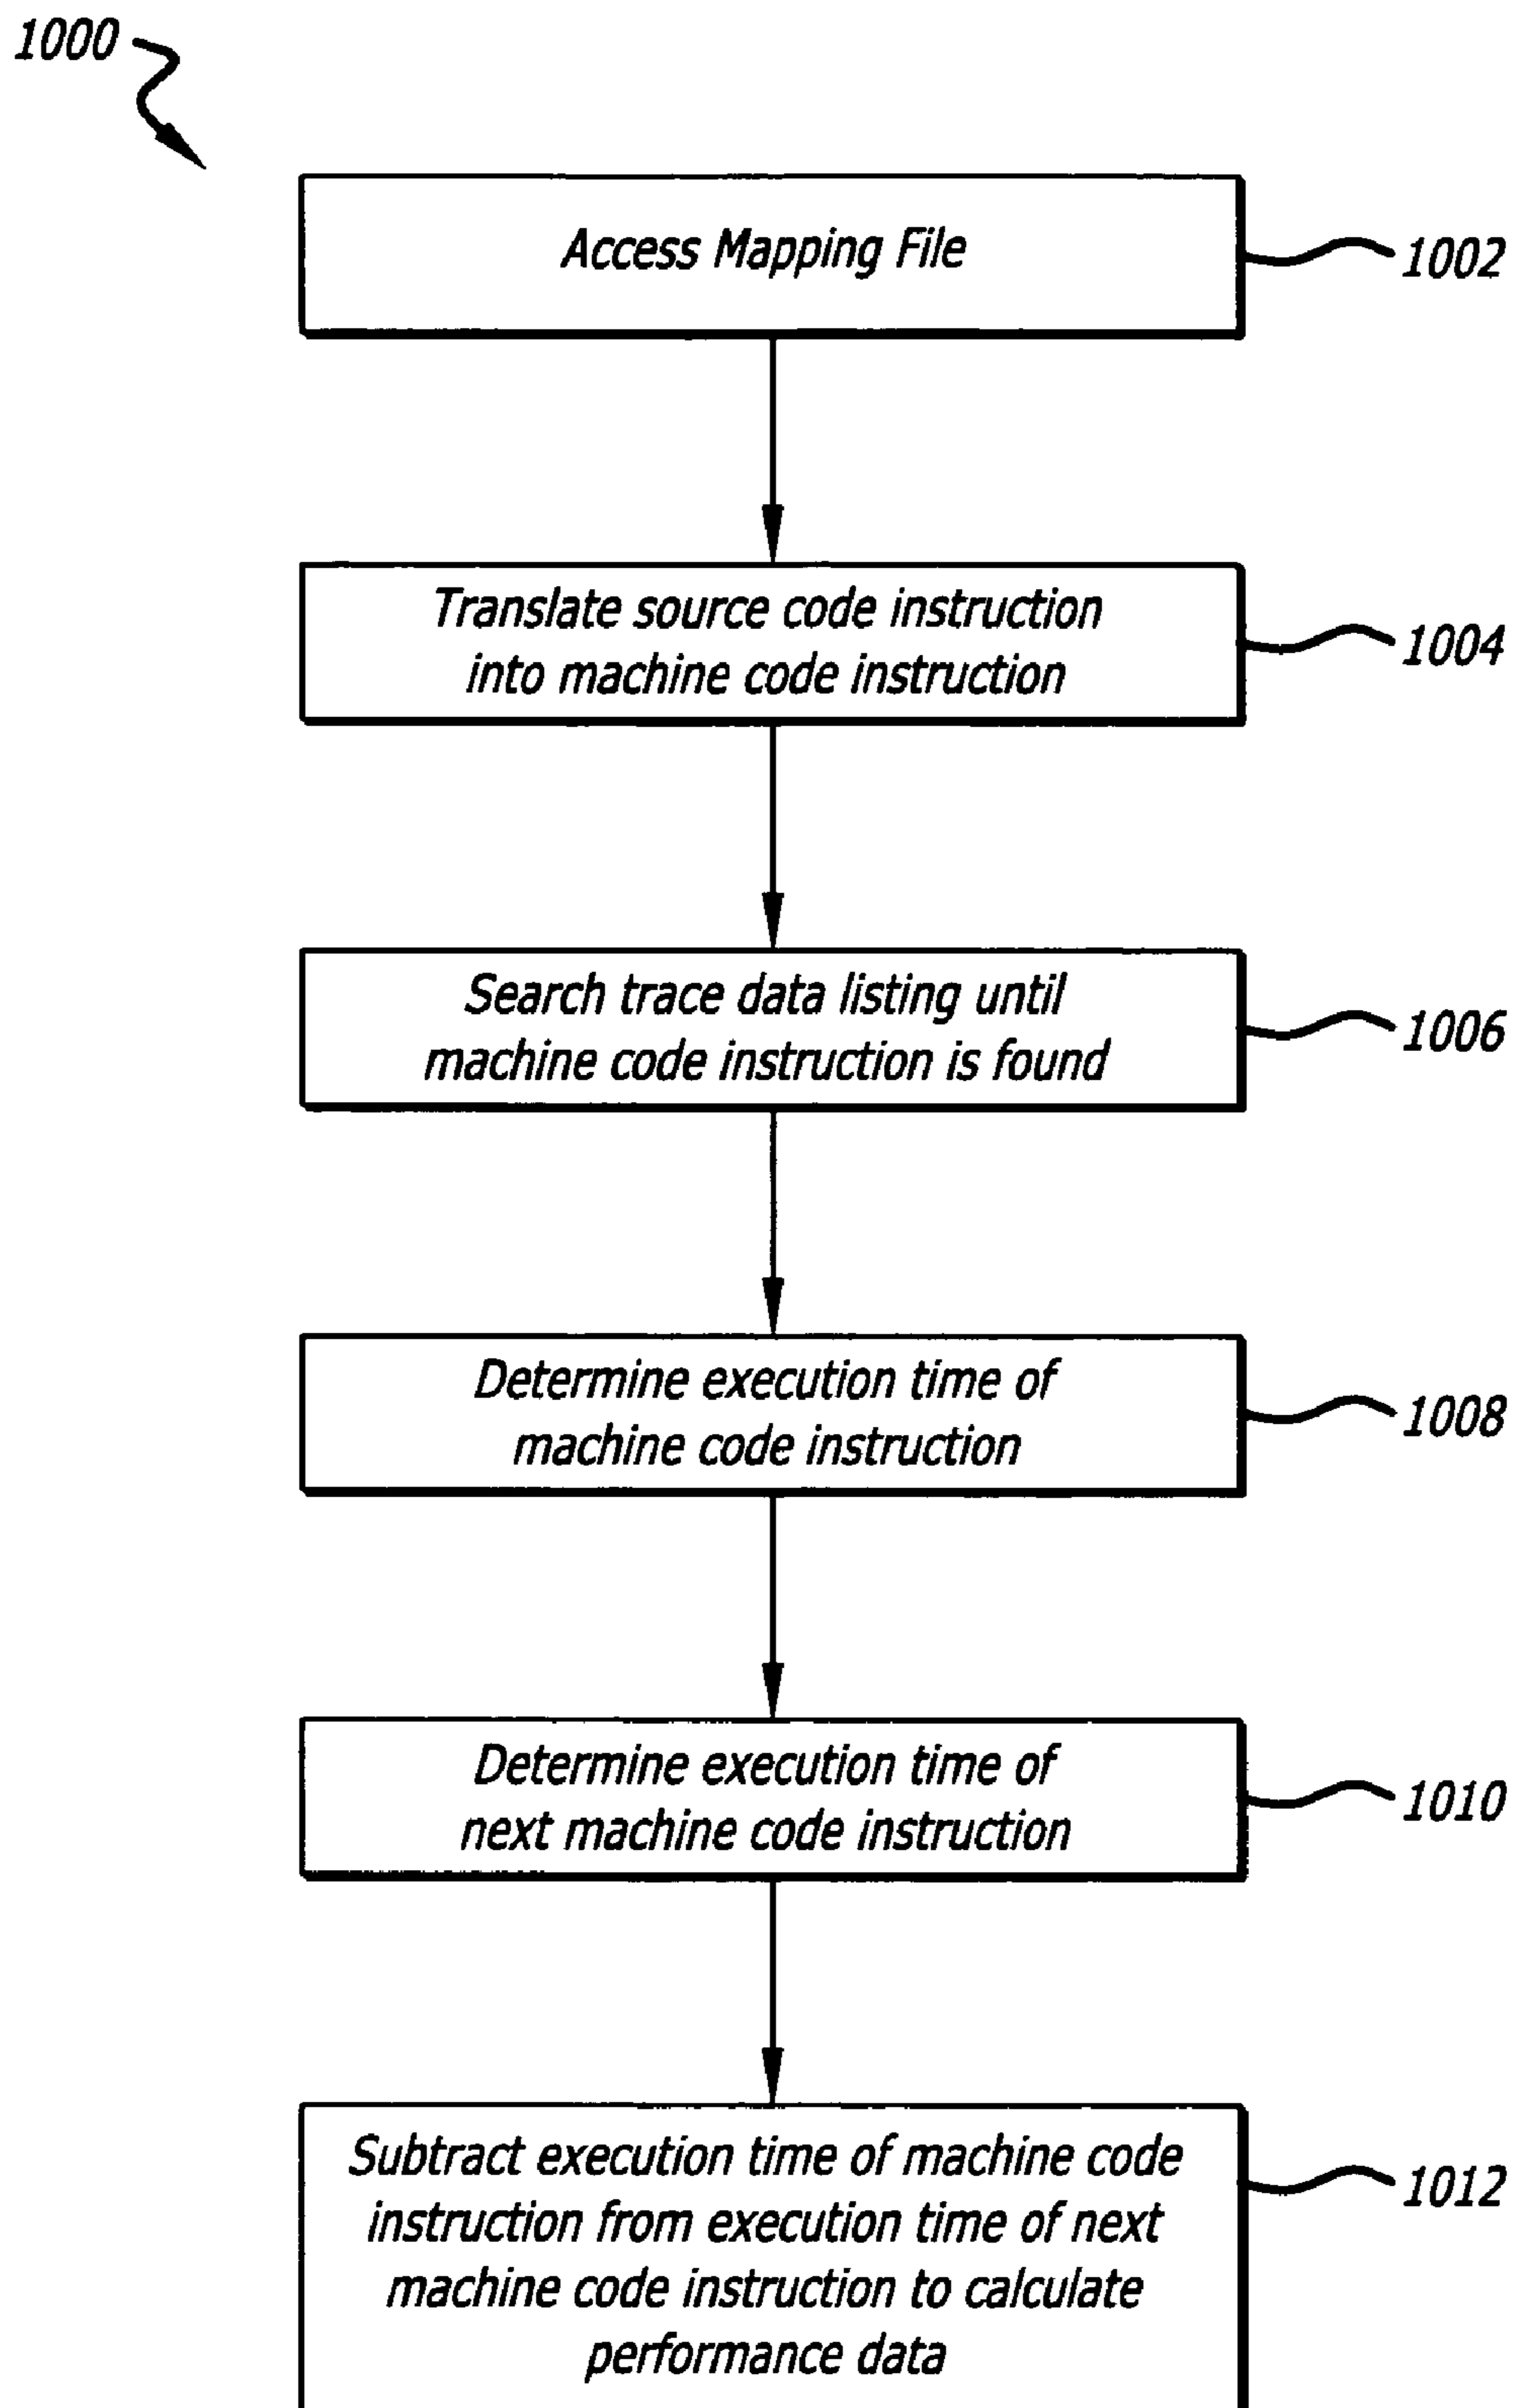 1000
Access Mapping File
1002
Translate source code instruction
into machine code instruction
1004
Search trace data listing until
machine code instruction is found
1006
Determine execution time of
machine code instruction
1008
Determine execution time of
next machine code instruction
1010
Subtract execution time of machine code
instruction from execution time of next
machine code instruction to calculate
performance data
1012